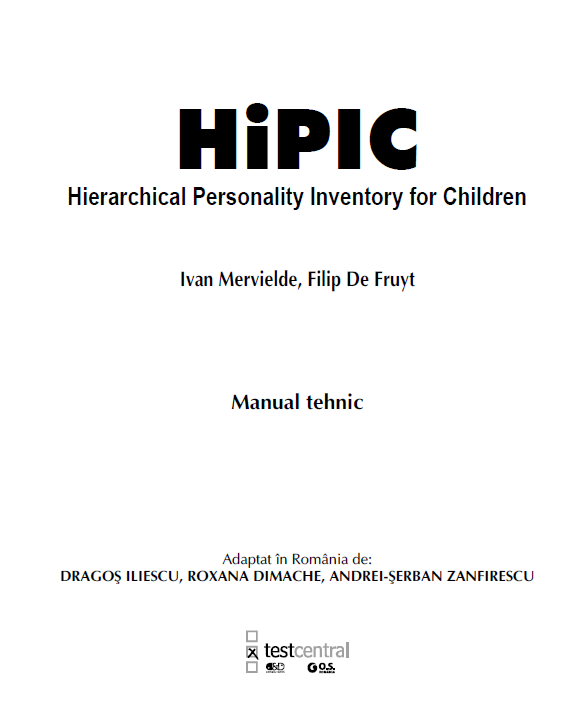 HiPIC
Hierarchical Personality Inventory for Children
Ivan Mervielde, Filip De Fruyt
Manual tehnic
Adaptat în România de:
DRAGOŞ ILIESCU, ROXANA DIMACHE, ANDREI-ŞERBAN ZANFIRESCU
testcentral
O.S.